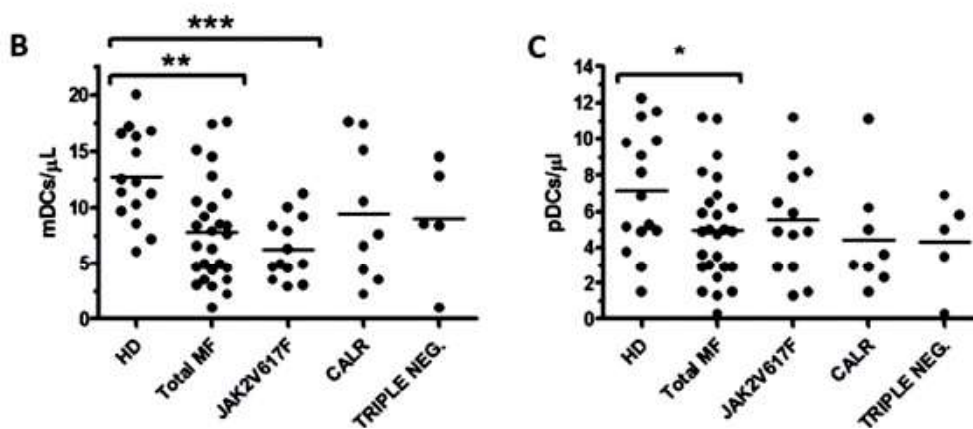 B
***
**
mDCs/μL
20
15
10
5
0
HD
Total MF
JAK2V617F
CALR
TRIPLE NEG.
C
*
pDCs/μl
14
12
10
8
6
4
2
0
HD
Total MF
JAK2V617F
CALR
TRIPLE NEG.